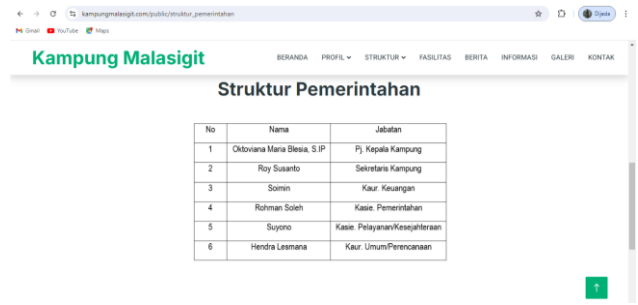 kampungmalasigit.com/public/struktur_pemerintahan
Dijeda
Gmail YouTube Maps
Kampung Malasigit
BERANDA PROFIL STRUKTUR FASILITAS BERITA INFORMASI GALERI KONTAK
Struktur Pemerintahan
No Nama Jabatan
1 Oktoviana Maria Blesia, S.IP Pj. Kepala Kampung
2 Roy Susanto Sekretaris Kampung
3 Soimin Kaur. Keuangan
4 Rohman Soleh Kasie. Pemerintahan
5 Suyono Kasie. Pelayanan/Kesejahteraan
6 Hendra Lesmana Kaur. Umum/Perencanaan